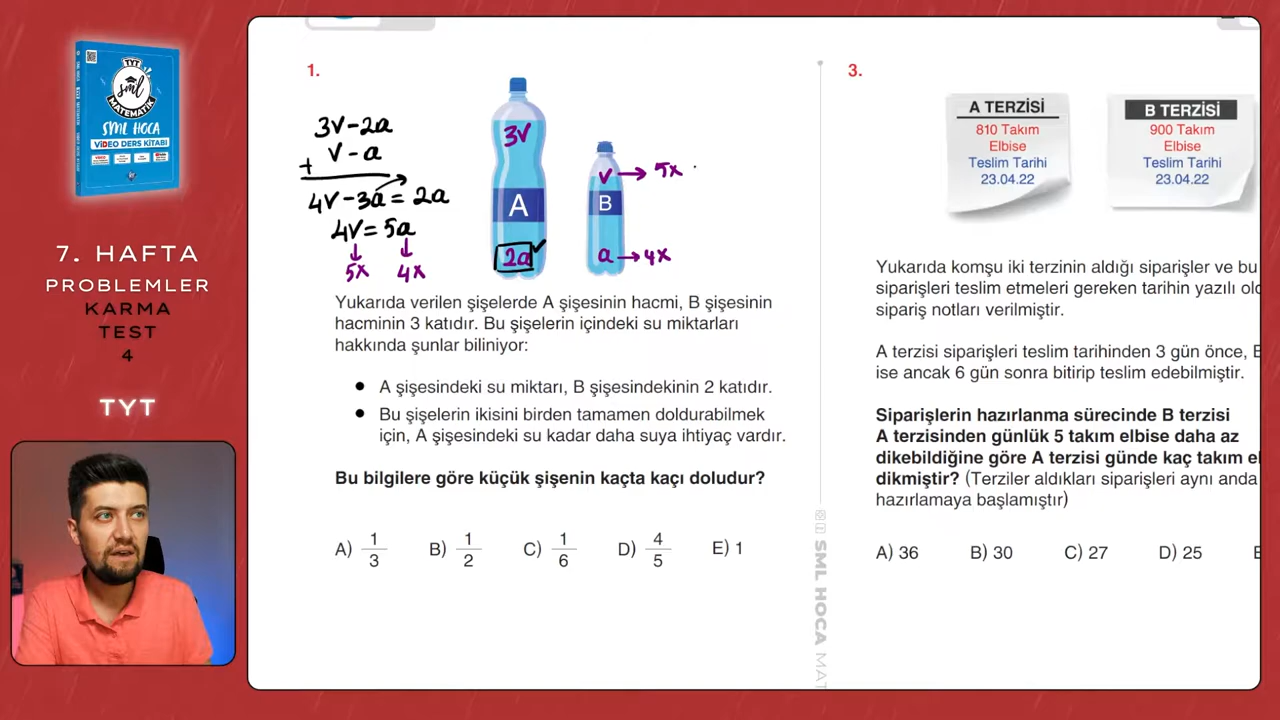 TYT
sml
MATEMATİK
SML HOCA
VİDEO DERS KİTABI
7. HAFTA
PROBLEMLER
KARMA
TEST
4
TYT
1.
3V-2a
+ V-a
4V-3a = 2a
4V = 5a
5x 4x
3V
A
2a
V → 5x
B
a → 4x
Yukarıda verilen şişelerde A şişesinin hacmi, B şişesinin
hacminin 3 katıdır. Bu şişelerin içindeki su miktarları
hakkında şunlar biliniyor:
● A şişesindeki su miktarı, B şişesindekinin 2 katıdır.
● Bu şişelerin ikisini birden tamamen doldurabilmek
için, A şişesindeki su kadar daha suya ihtiyaç vardır.
Bu bilgilere göre küçük şişenin kaçta kaçı doludur?
A) 1/3 B) 1/2 C) 1/6 D) 4/5 E) 1
SML HOCA MAT
3.
A TERZİSİ
810 Takım
Elbise
Teslim Tarihi
23.04.22
B TERZİSİ
900 Takım
Elbise
Teslim Tarihi
23.04.22
Yukarıda komşu iki terzinin aldığı siparişler ve bu
siparişleri teslim etmeleri gereken tarihin yazılı old
sipariş notları verilmiştir.
A terzisi siparişleri teslim tarihinden 3 gün önce, B
ise ancak 6 gün sonra bitirip teslim edebilmiştir.
Siparişlerin hazırlanma sürecinde B terzisi
A terzisinden günlük 5 takım elbise daha az
dikebildiğine göre A terzisi günde kaç takım el
dikmiştir? (Terziler aldıkları siparişleri aynı anda
hazırlamaya başlamıştır)
A) 36 B) 30 C) 27 D) 25 E